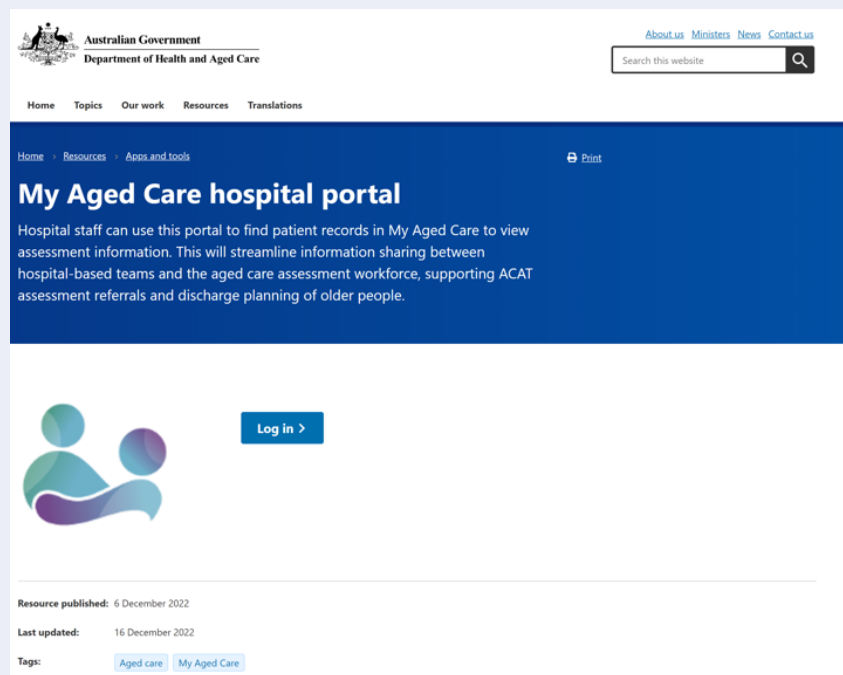 Australian Government
Department of Health and Aged Care
About us Ministers News Contact us
Search this website
Home Topics Our work Resources Translations
Home › Resources › Apps and tools
Print
My Aged Care hospital portal
Hospital staff can use this portal to find patient records in My Aged Care to view
assessment information. This will streamline information sharing between
hospital-based teams and the aged care assessment workforce, supporting ACAT
assessment referrals and discharge planning of older people.
Log in >
Resource published: 6 December 2022
Last updated: 16 December 2022
Tags: Aged care My Aged Care